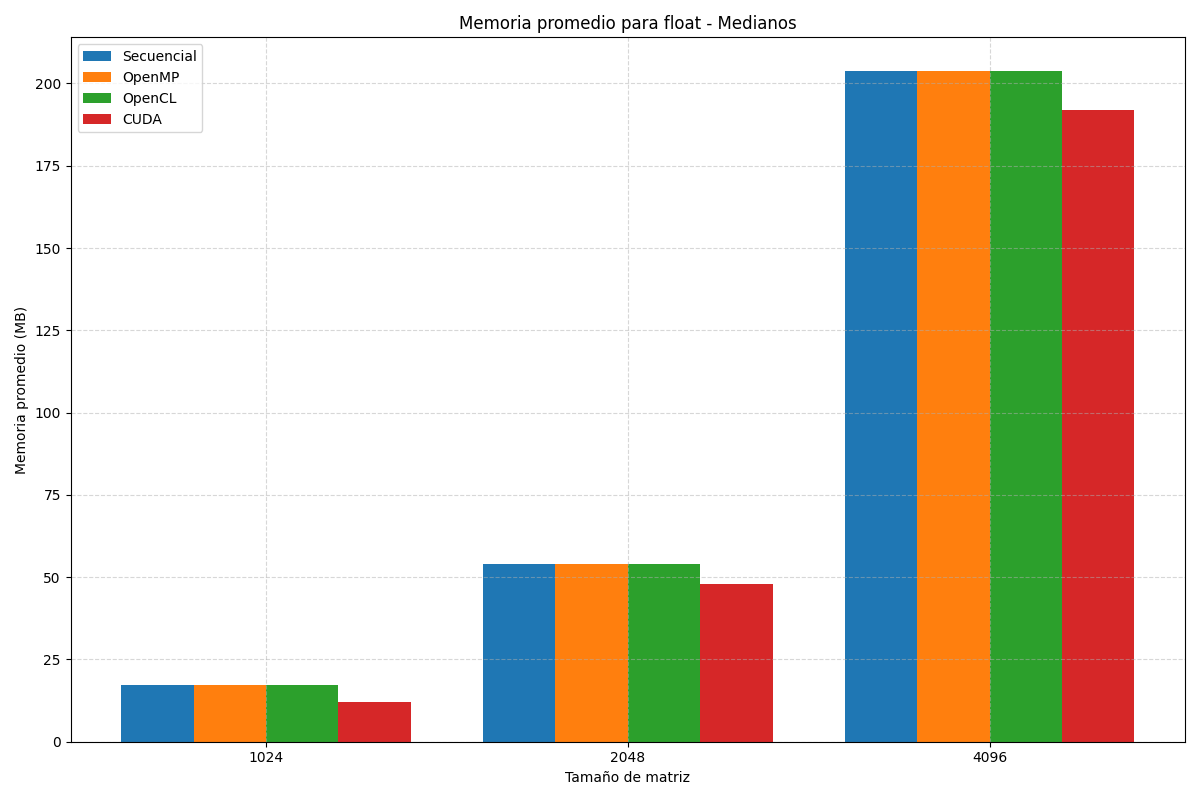 Memoria promedio para float - Medianos
Secuencial
OpenMP
OpenCL
CUDA
Memoria promedio (MB)
200
175
150
125
100
75
50
25
0
1024
2048
4096
Tamaño de matriz